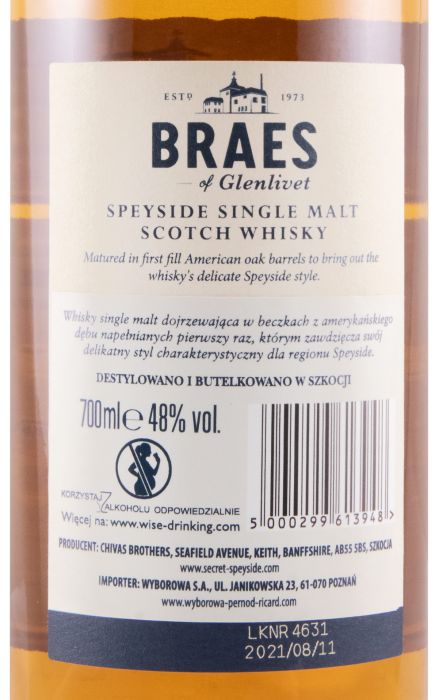 ESTD 1973
BRAES
of Glenlivet
SPEYSIDE SINGLE MALT
SCOTCH WHISKY
Matured in first fill American oak barrels to bring out the
whisky's delicate Speyside style.
Whisky single malt dojrzewająca w beczkach z amerykańskiego
dębu napełnianych pierwszy raz, którym zawdzięcza swój
delikatny styl charakterystyczny dla regionu Speyside.
DESTYLOWANO I BUTELKOWANO W SZKOCJI
700ml e 48% vol.
KORZYSTAJ
Z ALKOHOLU ODPOWIEDZIALNIE
Więcej na: www.wise-drinking.com
5 000299 613948 >
PRODUCENT: CHIVAS BROTHERS, SEAFIELD AVENUE, KEITH, BANFFSHIRE, AB55 5BS, SZKOCJA
www.secret-speyside.com
IMPORTER: WYBOROWA S.A., UL. JANIKOWSKA 23, 61-070 POZNAŃ
www.wyborowa-pernod-ricard.com
LKNR 4631
2021/08/11